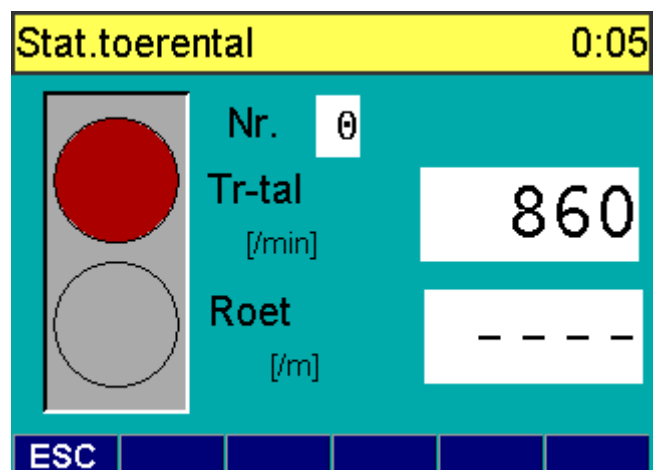 Stat.toerental 0:05
Nr. 0
Tr-tal 860
[/min]
Roet - - - -
[/m]
ESC